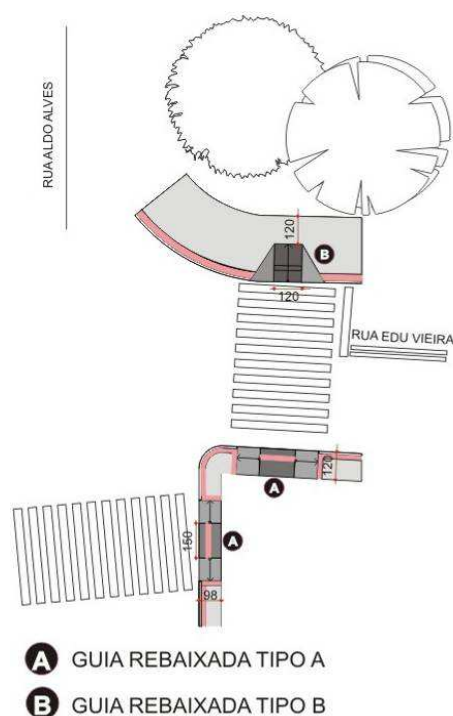 RUA ALDO ALVES
120
B
120
RUA EDU VIEIRA
120
A
150
A
98
A GUIA REBAIXADA TIPO A
B GUIA REBAIXADA TIPO B